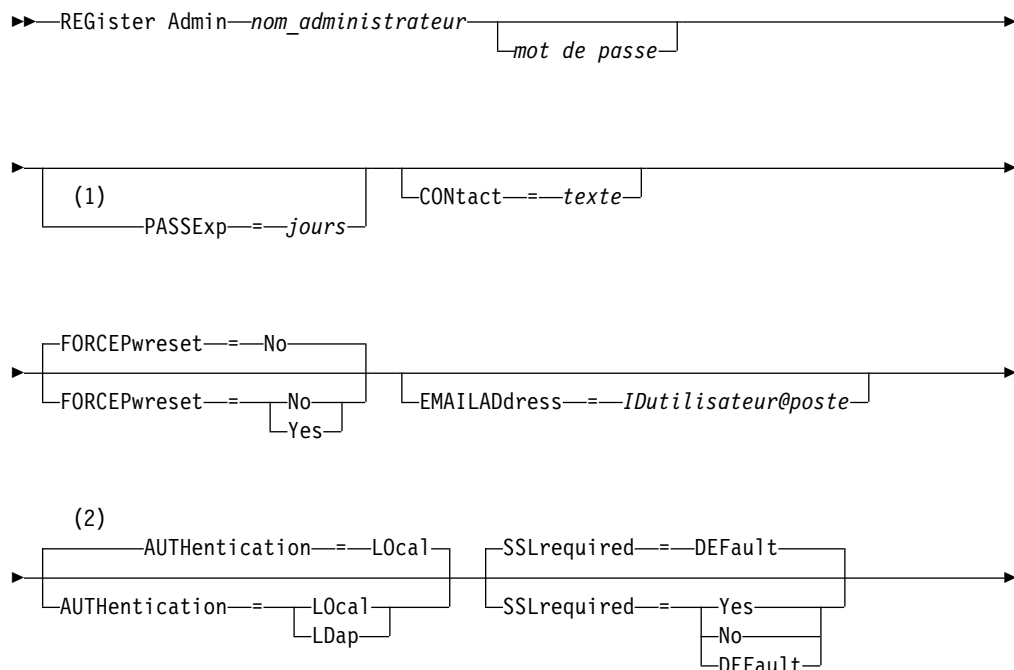 REGister Admin nom_administrateur
mot de passe
(1)
PASSExp = jours
CONtact = texte
FORCEPwreset = No
FORCEPwreset = No
Yes
EMAILADdress = IDutilisateur@poste
(2)
AUTHentication = LOcal
AUTHentication = LOcal
LDap
SSLrequired = DEFault
SSLrequired = Yes
No
DEFault